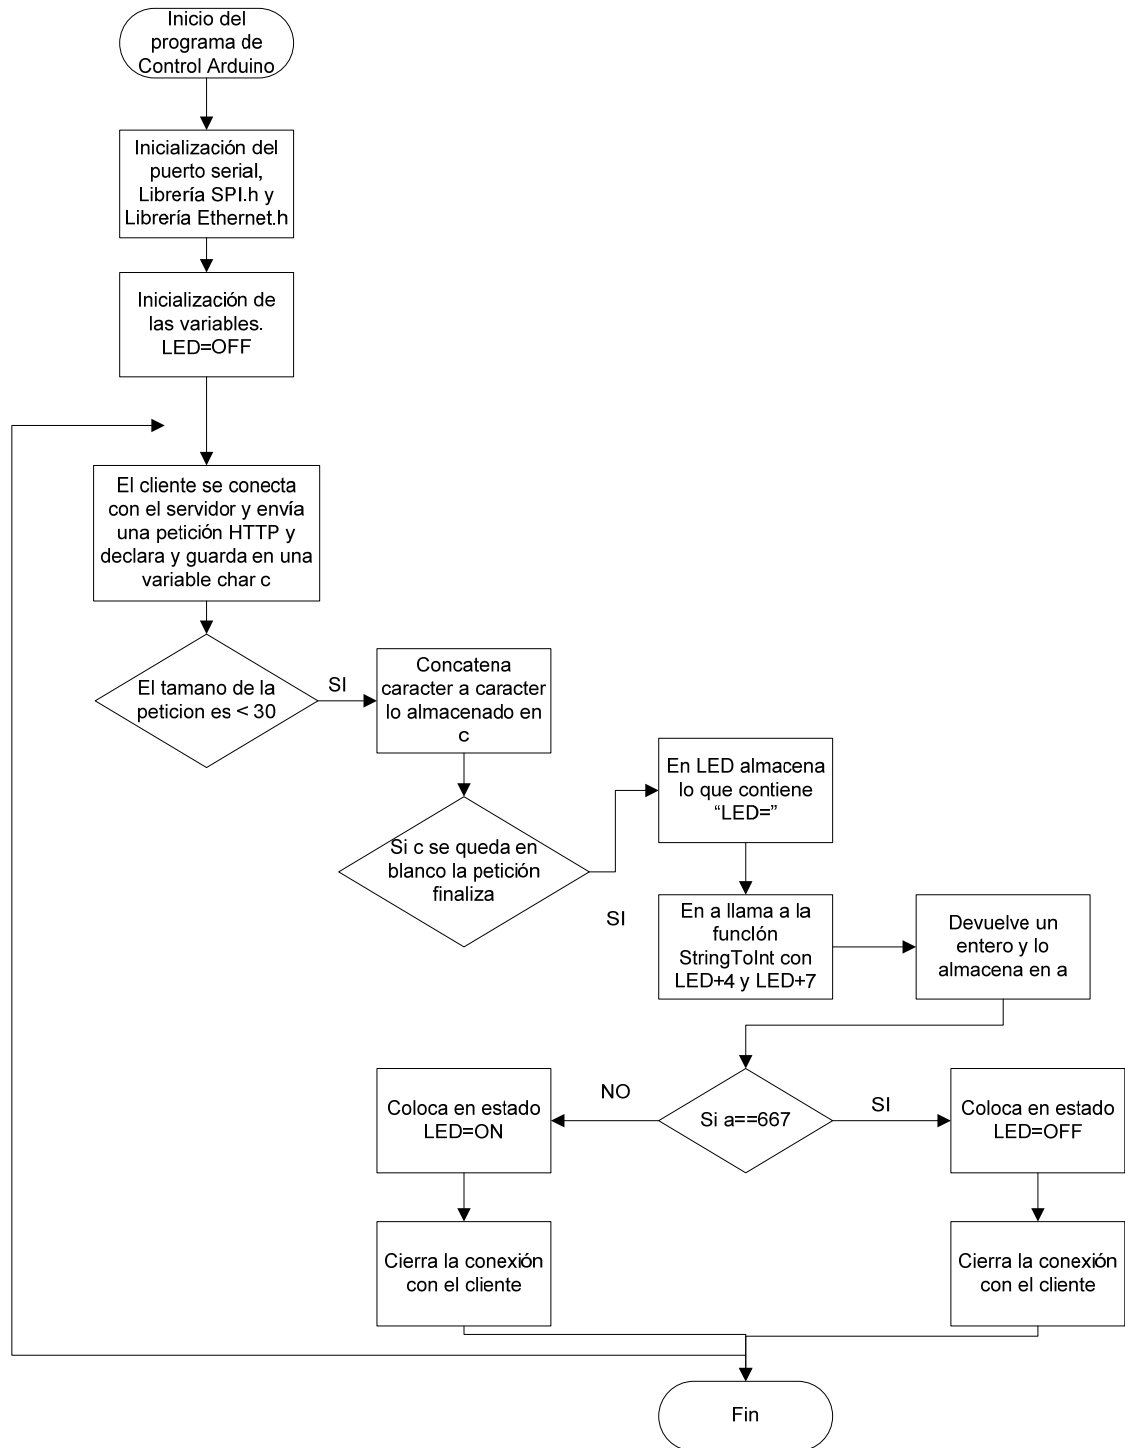 Inicio del
programa de
Control Arduino
Inicialización del
puerto serial,
Librería SPI.h y
Librería Ethernet.h
Inicialización de
las variables.
LED=OFF
El cliente se conecta
con el servidor y envía
una petición HTTP y
declara y guarda en una
variable char c
El tamano de la
peticion es < 30
SI
Concatena
caracter a caracter
lo almacenado en
c
Si c se queda en
blanco la petición
finaliza
SI
En LED almacena
lo que contiene
“LED=”
En a llama a la
función
StringToInt con
LED+4 y LED+7
Devuelve un
entero y lo
almacena en a
Si a==667
NO
SI
Coloca en estado
LED=ON
Coloca en estado
LED=OFF
Cierra la conexión
con el cliente
Cierra la conexión
con el cliente
Fin